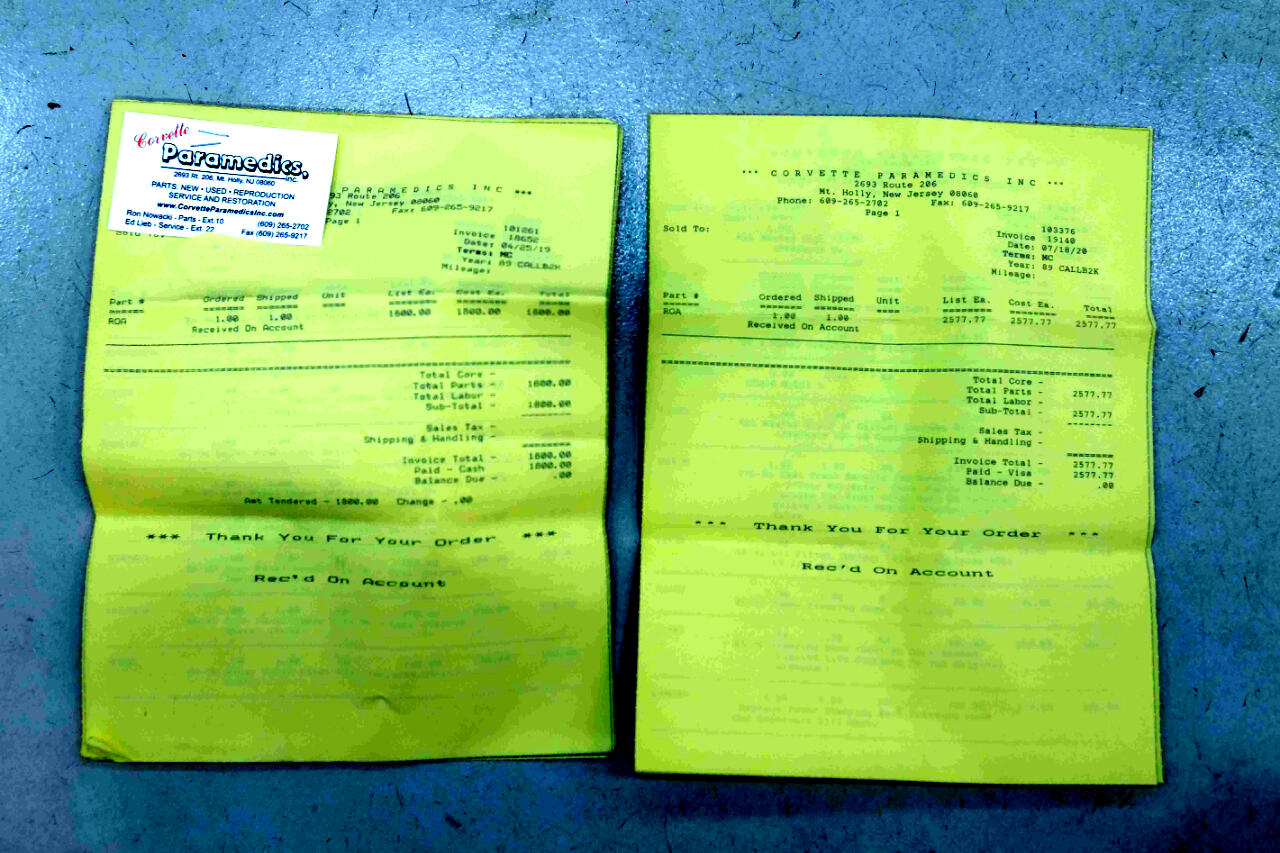 Corvette
Paramedics,
INC.
2693 Rt. 206, Mt. Holly, NJ 08060
PARTS: NEW • USED • REPRODUCTION
SERVICE AND RESTORATION
www.CorvetteParamedicsInc.com
Ron Nowacki - Parts - Ext.10 (609) 265-2702
Ed Lieb - Service - Ext. 22 Fax (609) 265-9217
PARAMEDICS INC ***
93 Route 206
y, New Jersey 08060
2702 Fax: 609-265-9217
Page 1
101261
Invoice 18652
Date: 04/25/19
Terms: MC
Year: 89 CALLB2K
Mileage:
Sold To:
Part # Ordered Shipped Unit List Ea. Cost Ea. Total
ROA 1.00 1.00 1800.00 1800.00 1800.00
Received On Account
Total Core -
Total Parts - 1800.00
Total Labor -
Sub-Total - 1800.00
Sales Tax -
Shipping & Handling -
Invoice Total - 1800.00
Paid - Cash 1800.00
Balance Due - .00
Amt Tendered - 1800.00 Change - .00
*** Thank You For Your Order ***
Rec'd On Account
*** CORVETTE PARAMEDICS INC ***
2693 Route 206
Mt. Holly, New Jersey 08060
Phone: 609-265-2702 Fax: 609-265-9217
Page 1
Sold To:
103376
Invoice 19140
Date: 07/18/20
Terms: MC
Year: 89 CALLB2K
Mileage:
Part # Ordered Shipped Unit List Ea. Cost Ea. Total
ROA 1.00 1.00 2577.77 2577.77 2577.77
Received On Account
Total Core -
Total Parts - 2577.77
Total Labor -
Sub-Total - 2577.77
Sales Tax -
Shipping & Handling -
Invoice Total - 2577.77
Paid - Visa 2577.77
Balance Due - .00
*** Thank You For Your Order ***
Rec'd On Account